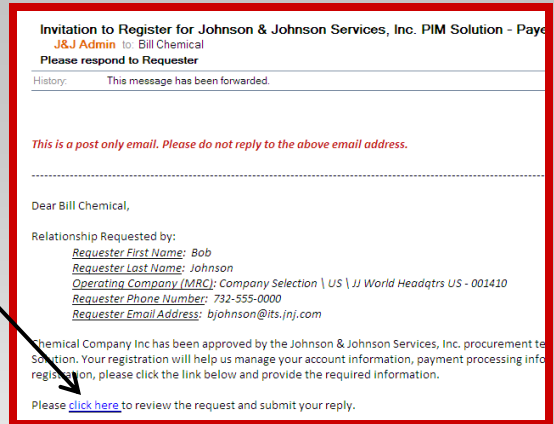 Invitation to Register for Johnson & Johnson Services, Inc. PIM Solution - Paye
J&J Admin to: Bill Chemical
Please respond to Requester
History: This message has been forwarded.
This is a post only email. Please do not reply to the above email address.
Dear Bill Chemical,
Relationship Requested by:
Requester First Name: Bob
Requester Last Name: Johnson
Operating Company (MRC): Company Selection \ US \ JJ World Headqtrs US - 001410
Requester Phone Number: 732-555-0000
Requester Email Address: bjohnson@its.jnj.com
Chemical Company Inc has been approved by the Johnson & Johnson Services, Inc. procurement te
Solution. Your registration will help us manage your account information, payment processing info
registration, please click the link below and provide the required information.
Please click here to review the request and submit your reply.